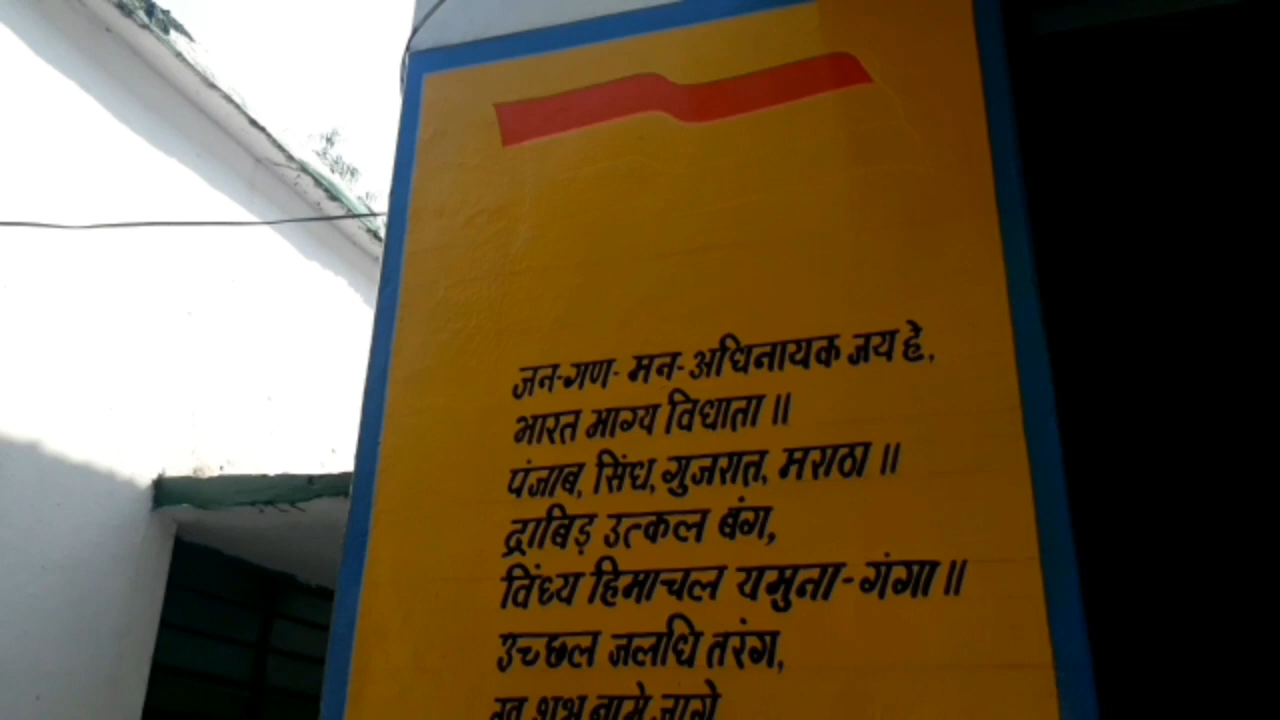 जन-गण- मन-अधिनायक जय हे,
भारत भाग्य विधाता ॥
पंजाब, सिंध, गुजरात, मराठा ॥
द्राबिड़ उत्कल बंग,
विंध्य हिमाचल यमुना-गंगा ॥
उच्छल जलधि तरंग,
शुभ नामे जागे